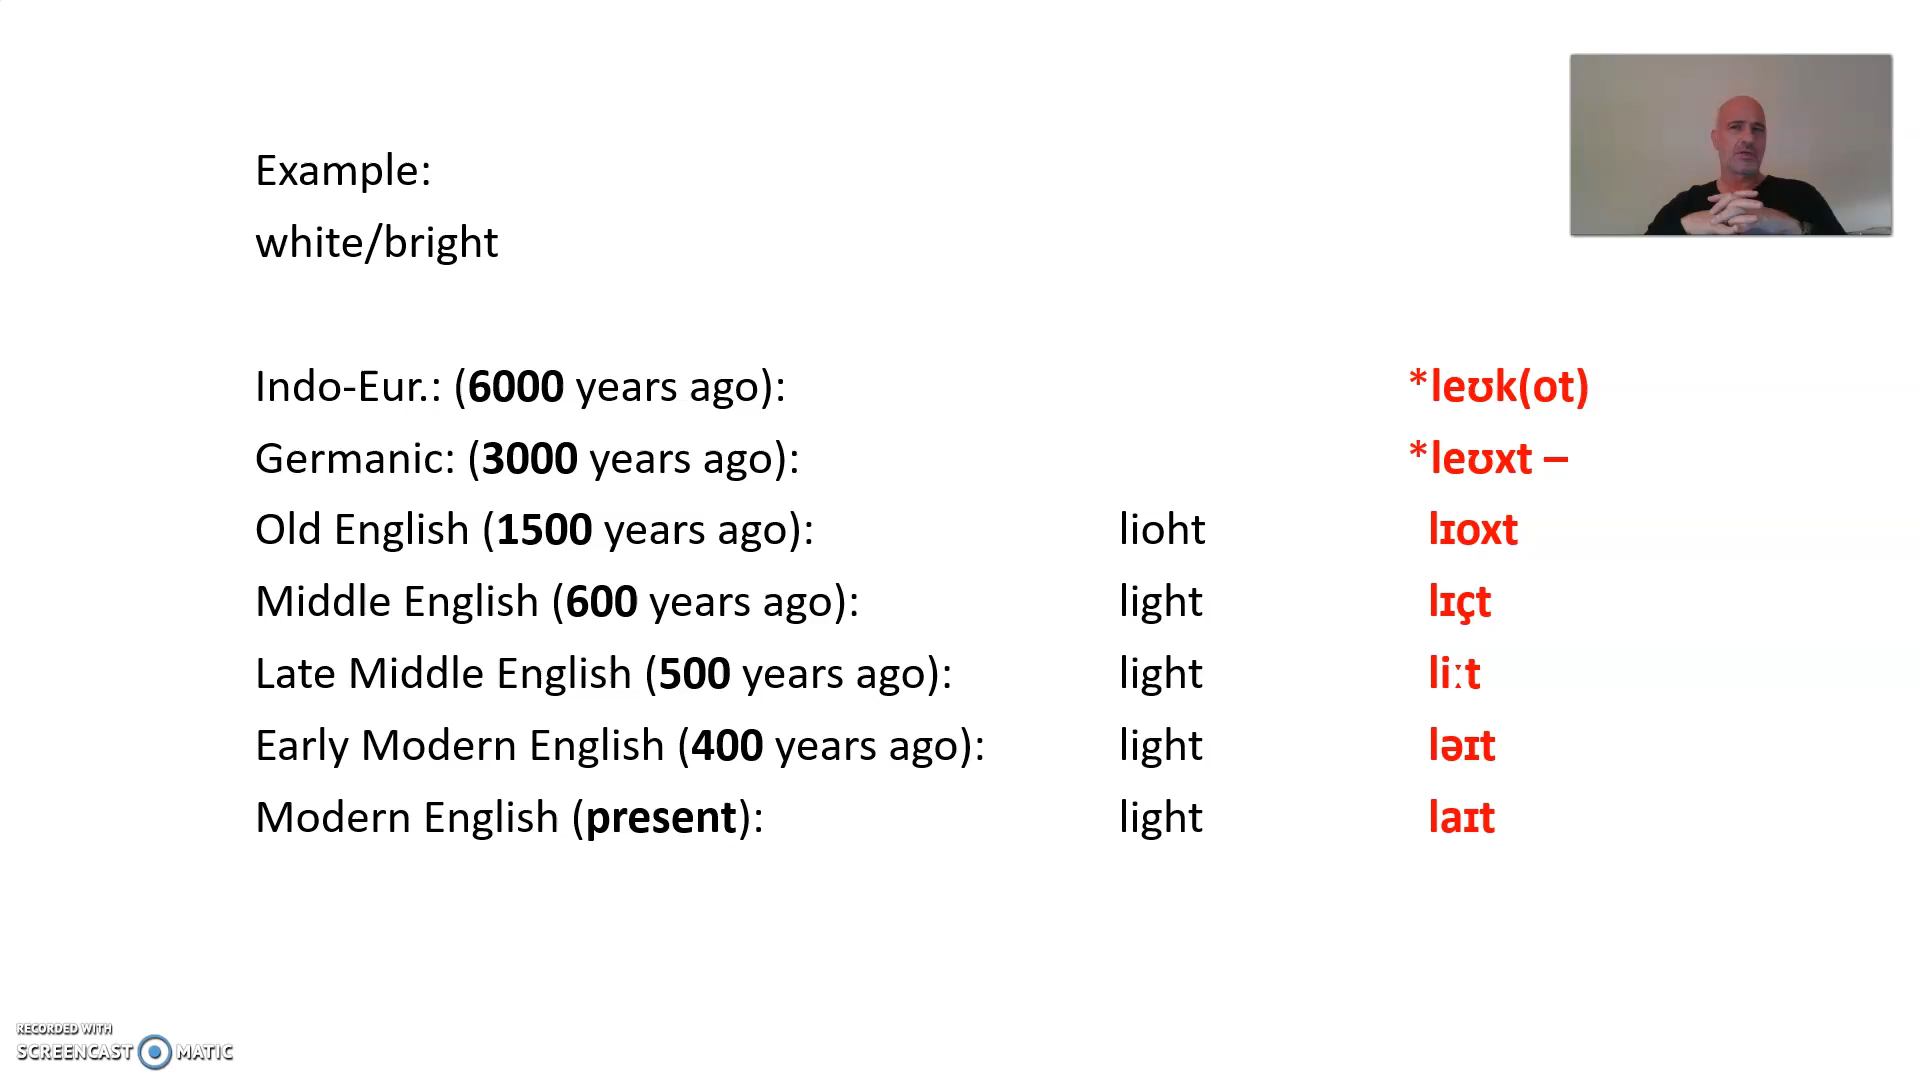 Example:
white/bright
Indo-Eur.: (6000 years ago): *leʊk(ot)
Germanic: (3000 years ago): *leʊxt –
Old English (1500 years ago): lioht lɪoxt
Middle English (600 years ago): light lɪçt
Late Middle English (500 years ago): light liːt
Early Modern English (400 years ago): light ləɪt
Modern English (present): light laɪt
RECORDED WITH
SCREENCAST MATIC